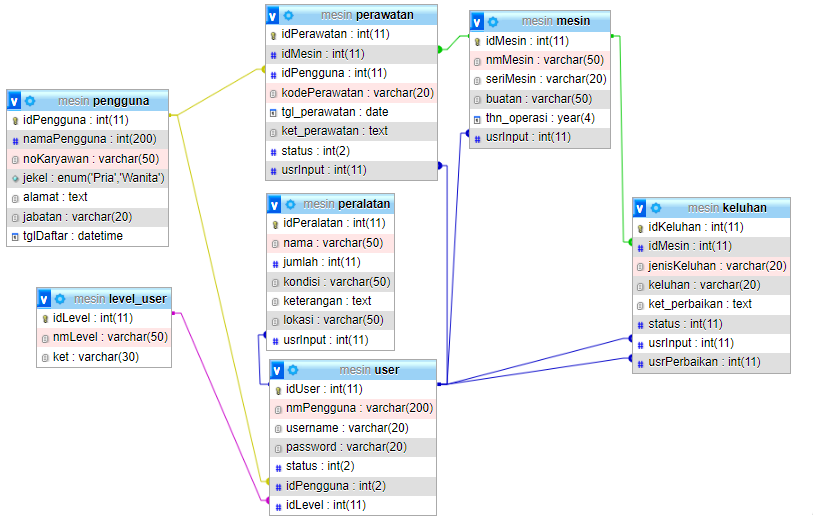 mesin pengguna
idPengguna : int(11)
namaPengguna : int(200)
noKaryawan : varchar(50)
jekel : enum('Pria','Wanita')
alamat : text
jabatan : varchar(20)
tglDaftar : datetime
mesin level_user
idLevel : int(11)
nmLevel : varchar(50)
ket : varchar(30)
mesin perawatan
idPerawatan : int(11)
idMesin : int(11)
idPengguna : int(11)
kodePerawatan : varchar(20)
tgl_perawatan : date
ket_perawatan : text
status : int(2)
usrInput : int(11)
mesin peralatan
idPeralatan : int(11)
nama : varchar(50)
jumlah : int(11)
kondisi : varchar(50)
keterangan : text
lokasi : varchar(50)
usrInput : int(11)
mesin user
idUser : int(11)
nmPengguna : varchar(200)
username : varchar(20)
password : varchar(20)
status : int(2)
idPengguna : int(2)
idLevel : int(11)
mesin mesin
idMesin : int(11)
nmMesin : varchar(50)
seriMesin : varchar(20)
buatan : varchar(50)
thn_operasi : year(4)
usrInput : int(11)
mesin keluhan
idKeluhan : int(11)
idMesin : int(11)
jenisKeluhan : varchar(20)
keluhan : varchar(20)
ket_perbaikan : text
status : int(11)
usrInput : int(11)
usrPerbaikan : int(11)